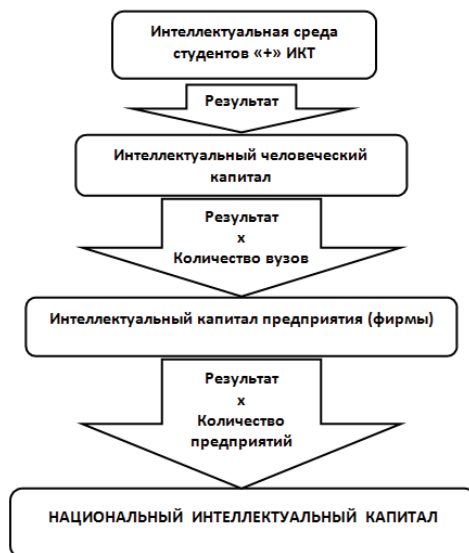 Интеллектуальная среда
студентов «+» ИКТ
Результат
Интеллектуальный человеческий
капитал
Результат
х
Количество вузов
Интеллектуальный капитал предприятия (фирмы)
Результат
х
Количество
предприятий
НАЦИОНАЛЬНЫЙ ИНТЕЛЛЕКТУАЛЬНЫЙ КАПИТАЛ